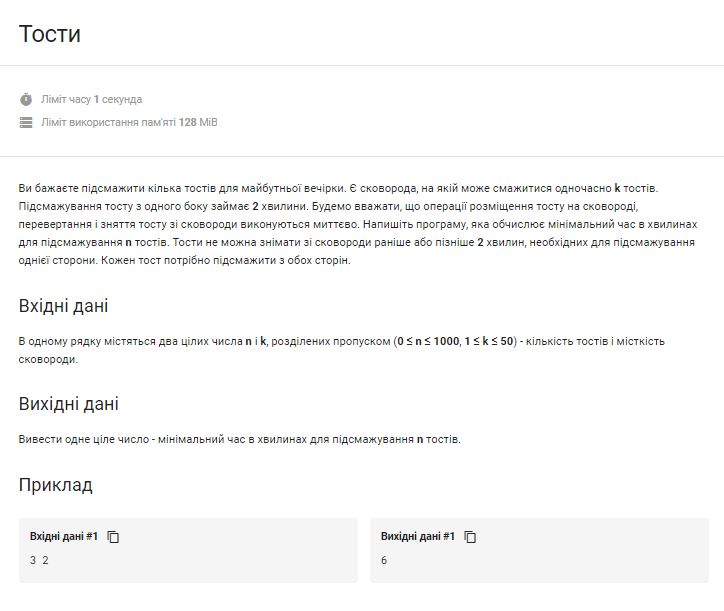 Тости
Ліміт часу 1 секунда
Ліміт використання пам'яті 128 MiB
Ви бажаєте підсмажити кілька тостів для майбутньої вечірки. Є сковорода, на якій може смажитися одночасно k тостів.
Підсмажування тосту з одного боку займає 2 хвилини. Будемо вважати, що операції розміщення тосту на сковороді,
перевертання і зняття тосту зі сковороди виконуються миттєво. Напишіть програму, яка обчислює мінімальний час в хвилинах
для підсмажування n тостів. Тости не можна знімати зі сковороди раніше або пізніше 2 хвилин, необхідних для підсмажування
однієї сторони. Кожен тост потрібно підсмажити з обох сторін.
Вхідні дані
В одному рядку містяться два цілих числа n і k, розділених пропуском (0 ≤ n ≤ 1000, 1 ≤ k ≤ 50) - кількість тостів і місткість
сковороди.
Вихідні дані
Вивести одне ціле число - мінімальний час в хвилинах для підсмажування n тостів.
Приклад
Вхідні дані #1
3 2
Вихідні дані #1
6